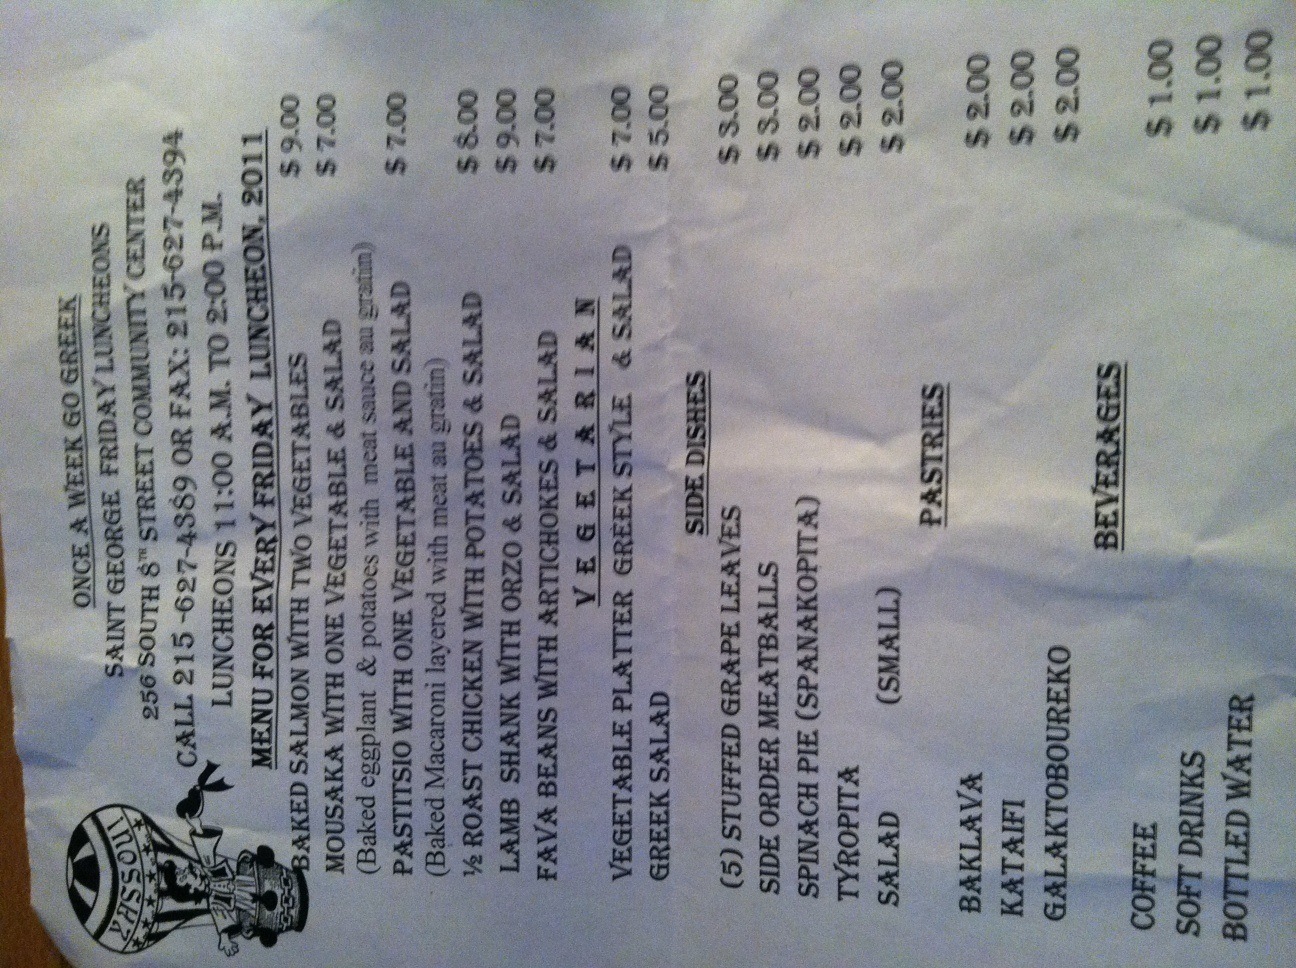 YASSOU!!
ONCE A WEEK GO GREEK
SAINT GEORGE FRIDAY LUNCHEONS
256 SOUTH 8TH STREET COMMUNITY CENTER
CALL 215 -627-4389 OR FAX: 215-627-4394
LUNCHEONS 11:00 A.M. TO 2:00 P.M.
MENU FOR EVERY FRIDAY LUNCHEON, 2011
BAKED SALMON WITH TWO VEGETABLES $ 9.00
MOUSAKA WITH ONE VEGETABLE & SALAD $ 7.00
(Baked eggplant & potatoes with meat sauce au gratin)
PASTITSIO WITH ONE VEGETABLE AND SALAD $ 7.00
(Baked Macaroni layered with meat au gratin)
½ ROAST CHICKEN WITH POTATOES & SALAD $ 8.00
LAMB SHANK WITH ORZO & SALAD $ 9.00
FAVA BEANS WITH ARTICHOKES & SALAD $ 7.00
V E G E T A R I A N
VEGETABLE PLATTER GREEK STYLE & SALAD $ 7.00
GREEK SALAD $ 5.00
SIDE DISHES
(5) STUFFED GRAPE LEAVES $ 3.00
SIDE ORDER MEATBALLS $ 3.00
SPINACH PIE (SPANAKOPITA) $ 2.00
TYROPITA $ 2.00
SALAD (SMALL) $ 2.00
PASTRIES
BAKLAVA $ 2.00
KATAIFI $ 2.00
GALAKTOBOUREKO $ 2.00
BEVERAGES
COFFEE $ 1.00
SOFT DRINKS $ 1.00
BOTTLED WATER $ 1.00